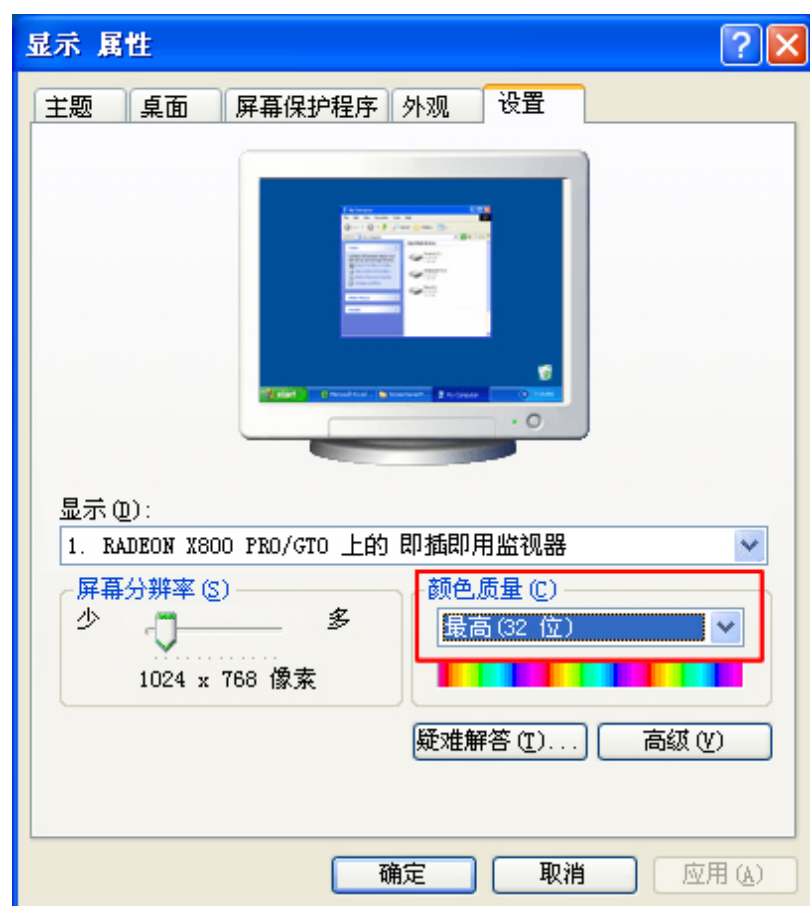 显示 属性
主题 桌面 屏幕保护程序 外观 设置
start
显示(D):
1. RADEON X800 PRO/GTO 上的 即插即用监视器
屏幕分辨率(S)
少 多
1024 x 768 像素
颜色质量(C)
最高(32 位)
疑难解答(T)... 高级(V)
确定 取消 应用(A)